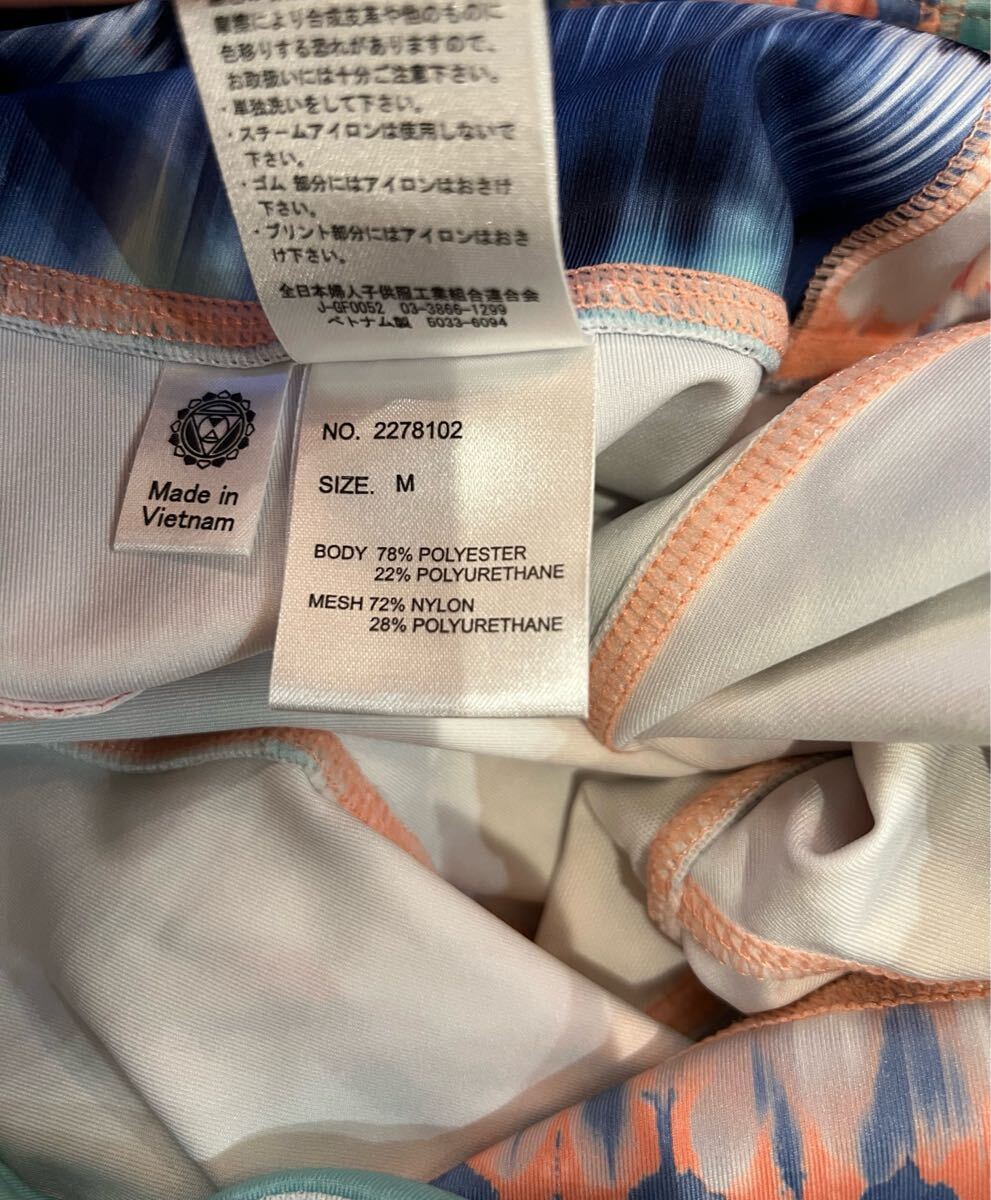 摩擦により合成皮革や他のものに
色移りする恐れがありますので、
お取扱いには十分ご注意下さい。
・単独洗いをして下さい。
・スチームアイロンは使用しないで
下さい。
・ゴム 部分にはアイロンはおさけ
下さい。
・プリント部分にはアイロンはおさ
け下さい。
全日本婦人子供服工業組合連合会
J-GF0052 03-3866-1299
ベトナム製 5033-6094
Made in
Vietnam
NO. 2278102
SIZE. M
BODY 78% POLYESTER
22% POLYURETHANE
MESH 72% NYLON
28% POLYURETHANE